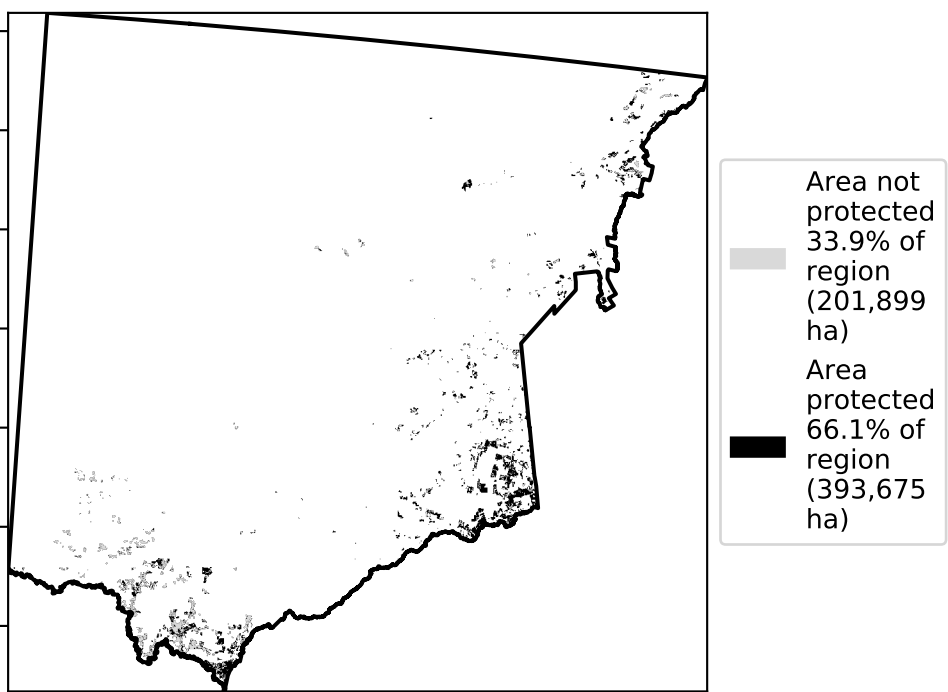 Area not
protected
33.9% of
region
(201,899
ha)
Area
protected
66.1% of
region
(393,675
ha)